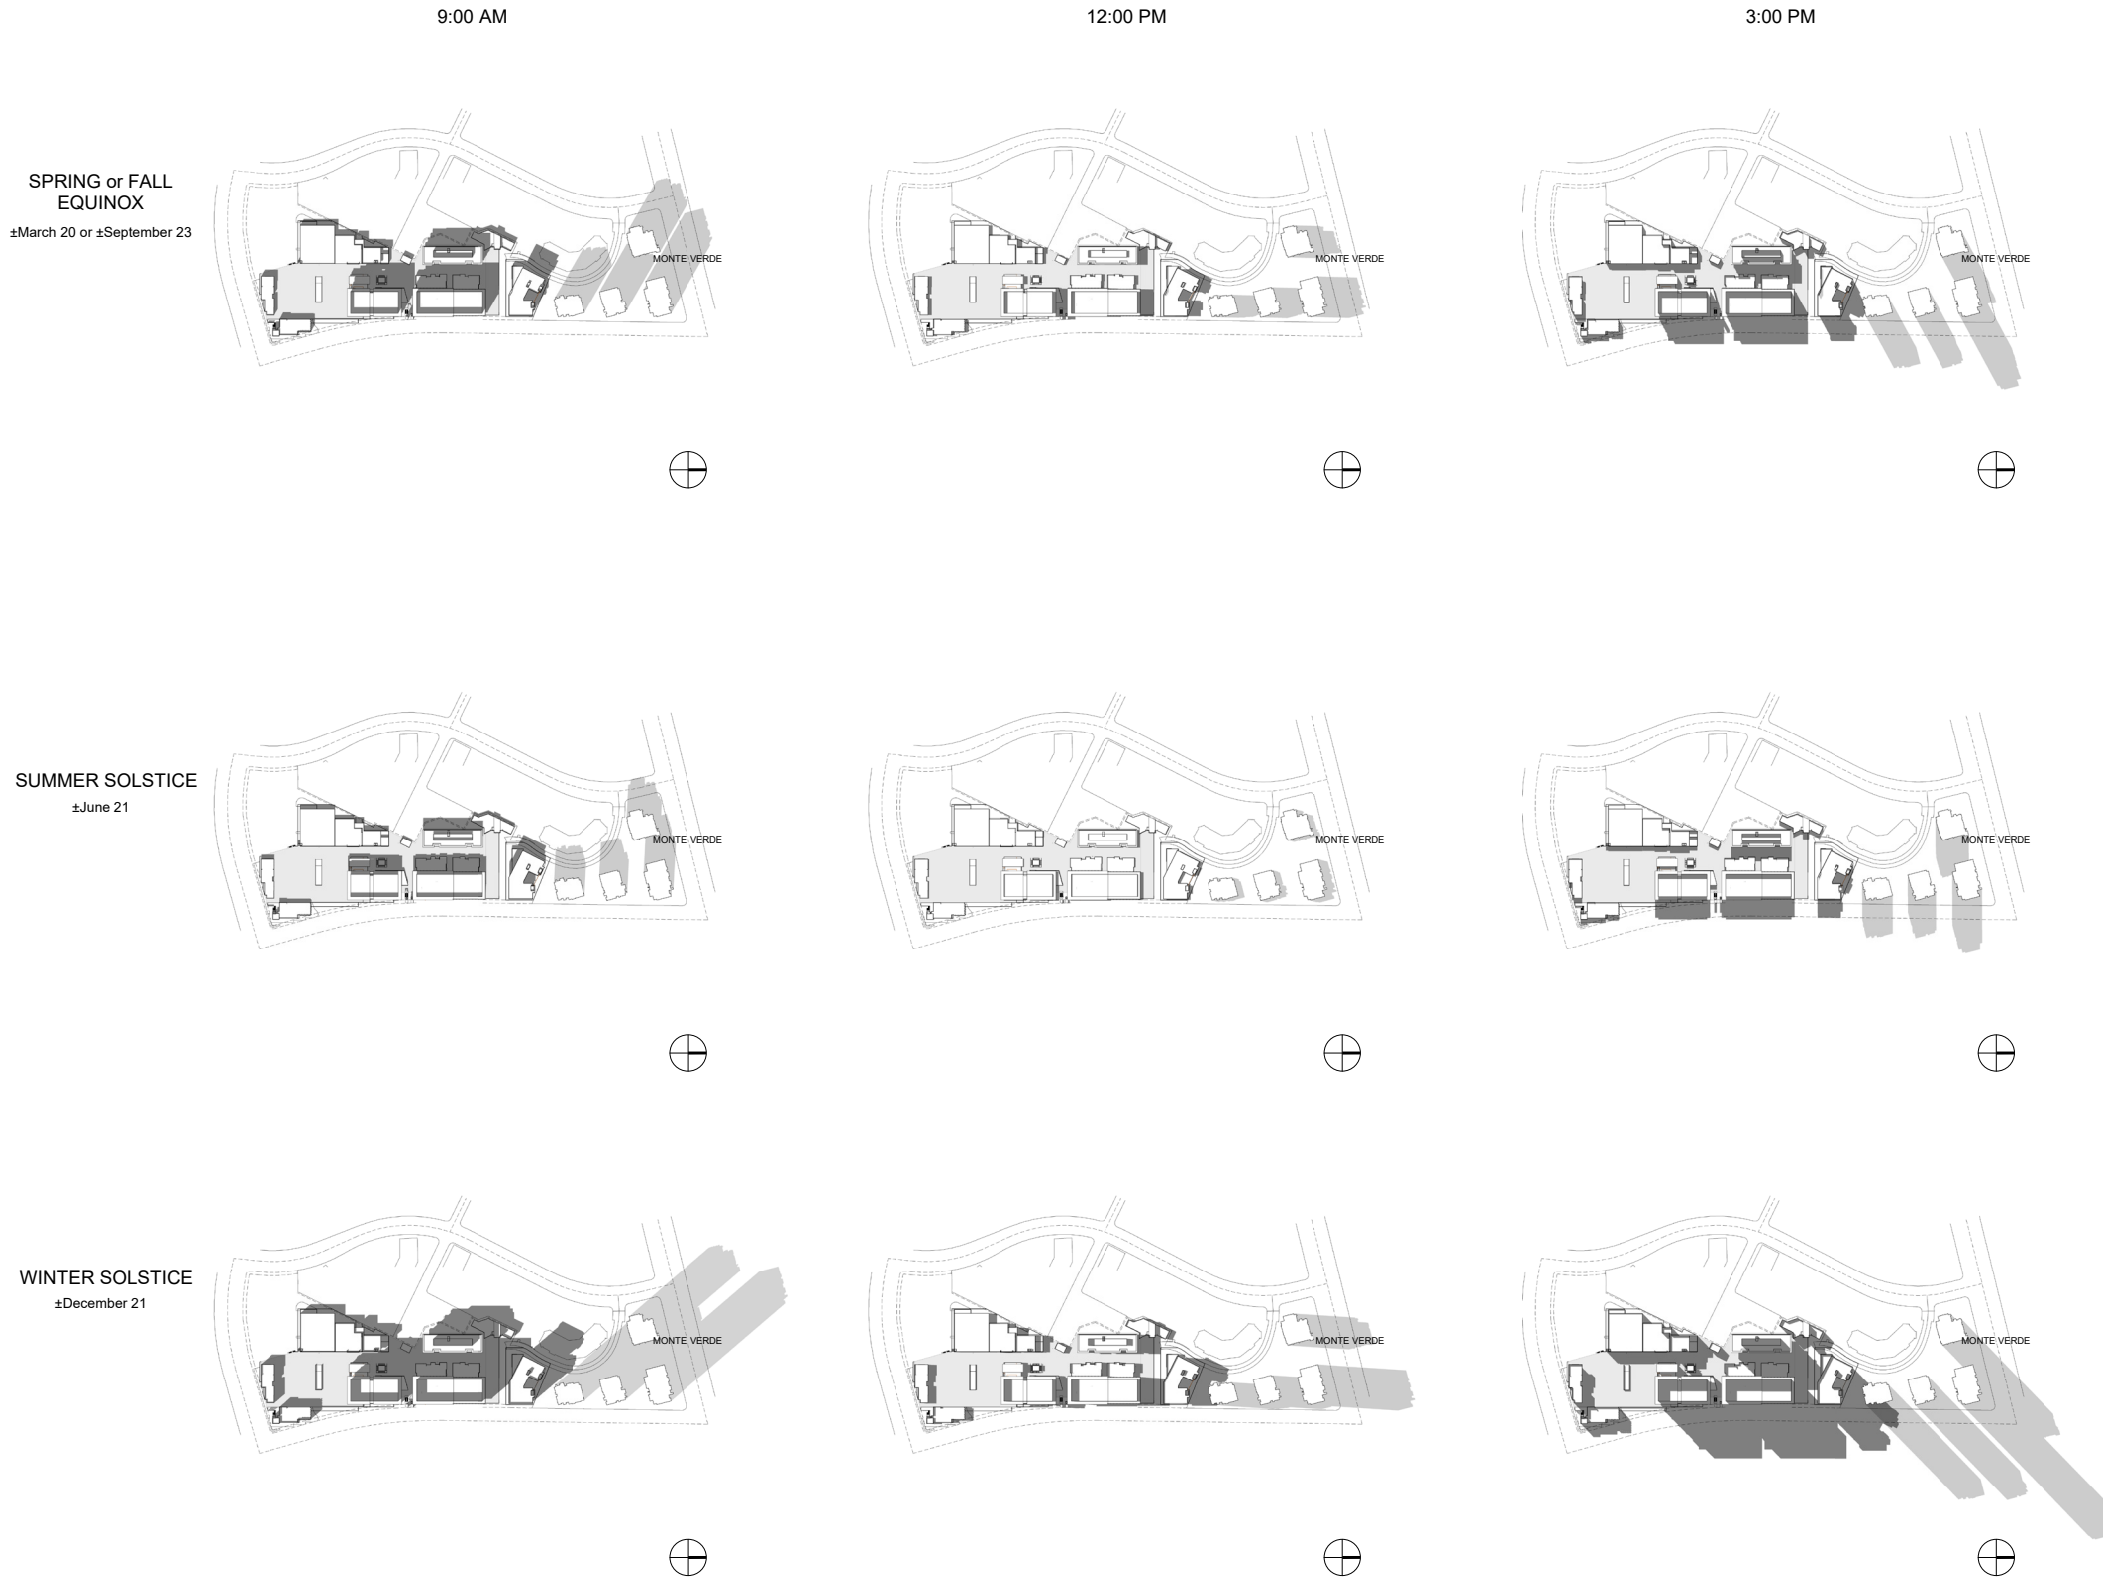 9:00 AM
12:00 PM
3:00 PM
SPRING or FALL
EQUINOX
±March 20 or ±September 23
MONTE VERDE
MONTE VERDE
MONTE VERDE
SUMMER SOLSTICE
±June 21
MONTE VERDE
MONTE VERDE
MONTE VERDE
WINTER SOLSTICE
±December 21
MONTE VERDE
MONTE VERDE
MONTE VERDE